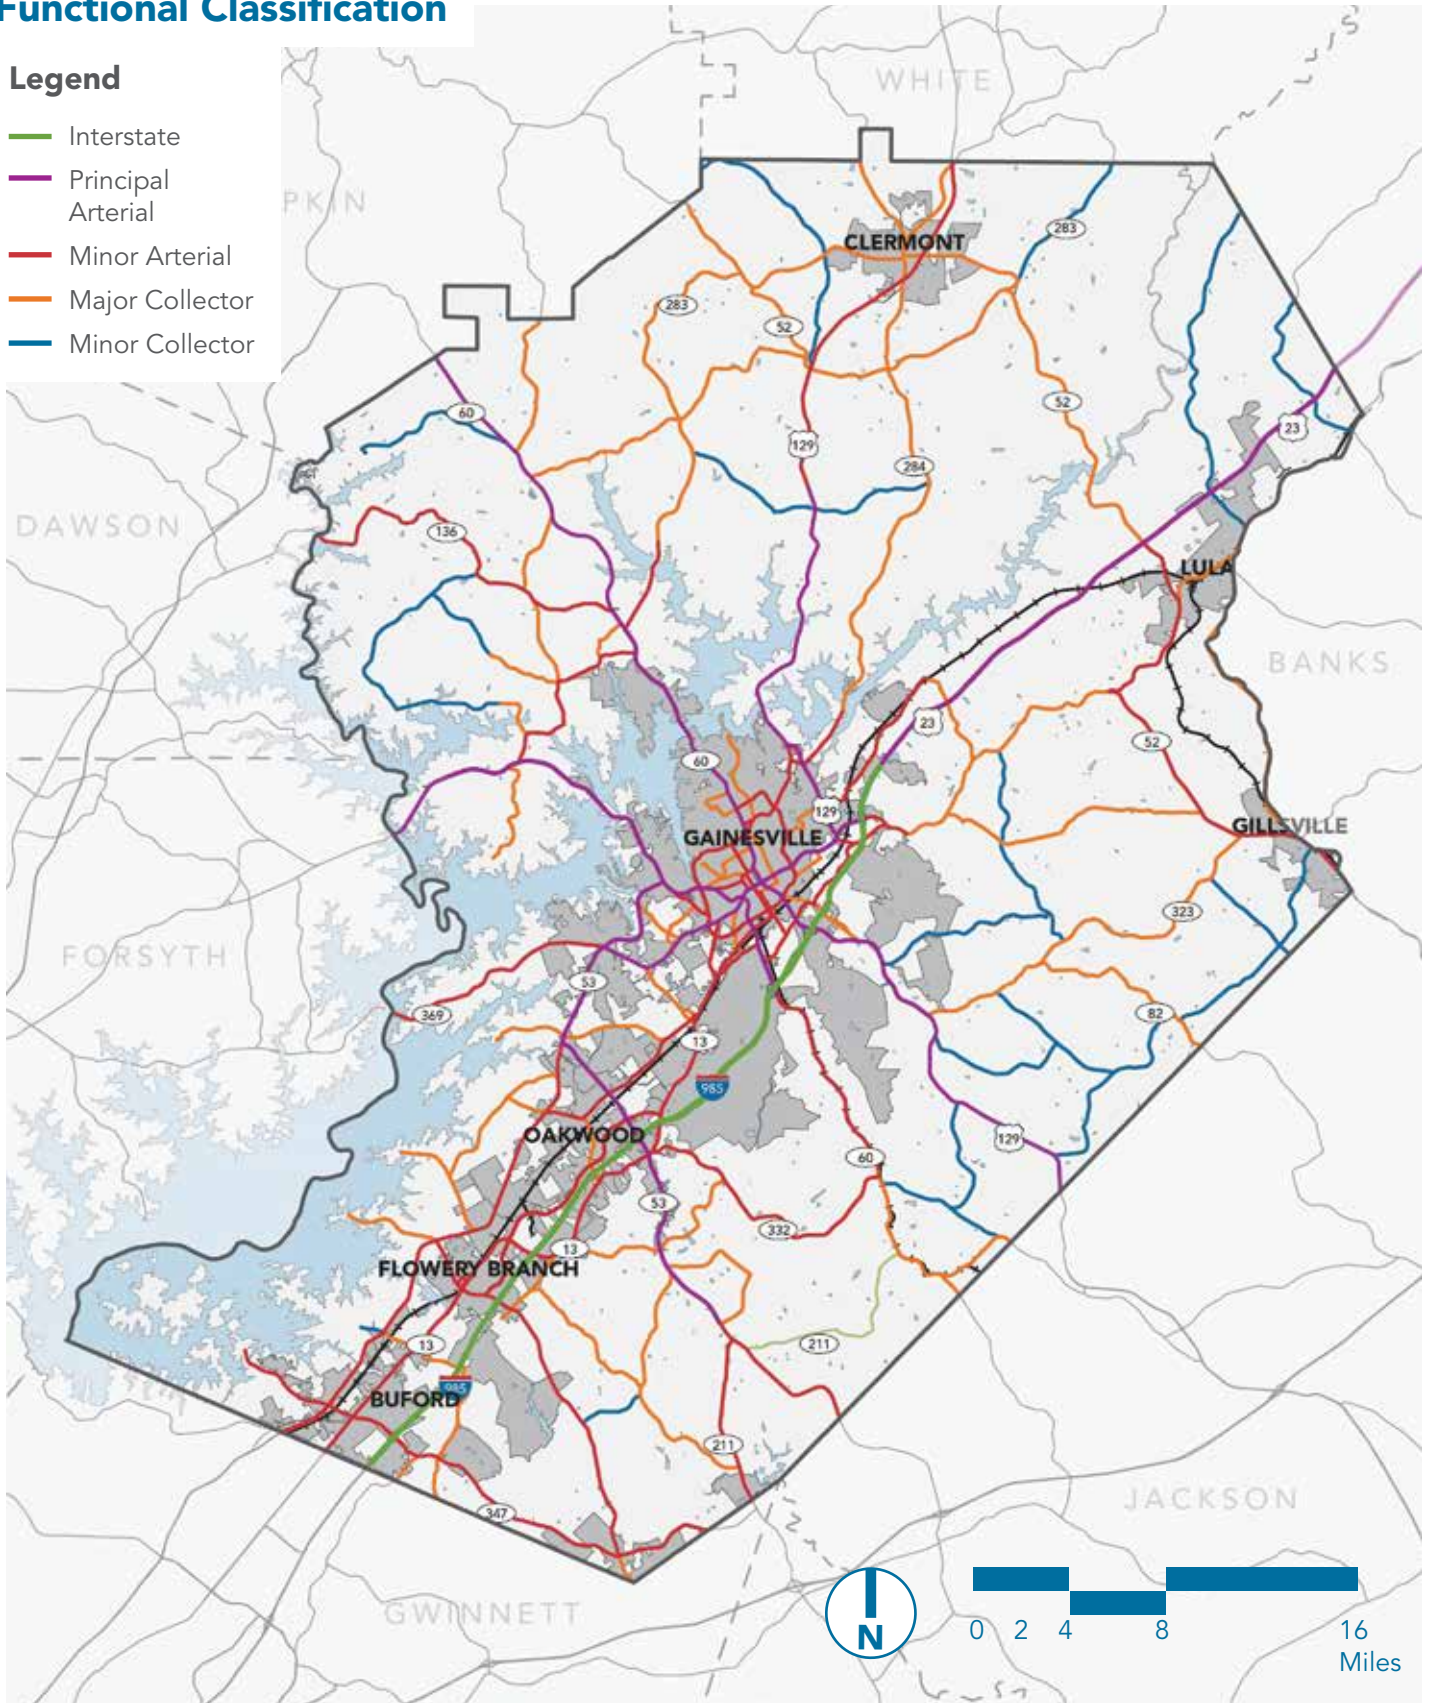 Functional Classification
Legend
Interstate
Principal
Arterial
Minor Arterial
Major Collector
Minor Collector
WHITE
PKIN
CLERMONT
283
283
52
60
52
23
129
284
DAWSON
136
LULA
BANKS
23
52
60
129
GAINESVILLE
GILLSVILLE
323
FORSYTH
53
369
82
13
985
OAKWOOD
129
60
53
332
13
FLOWERY BRANCH
13
211
985
BUFORD
211
JACKSON
347
GWINNETT
N
0 2 4 8 16
Miles